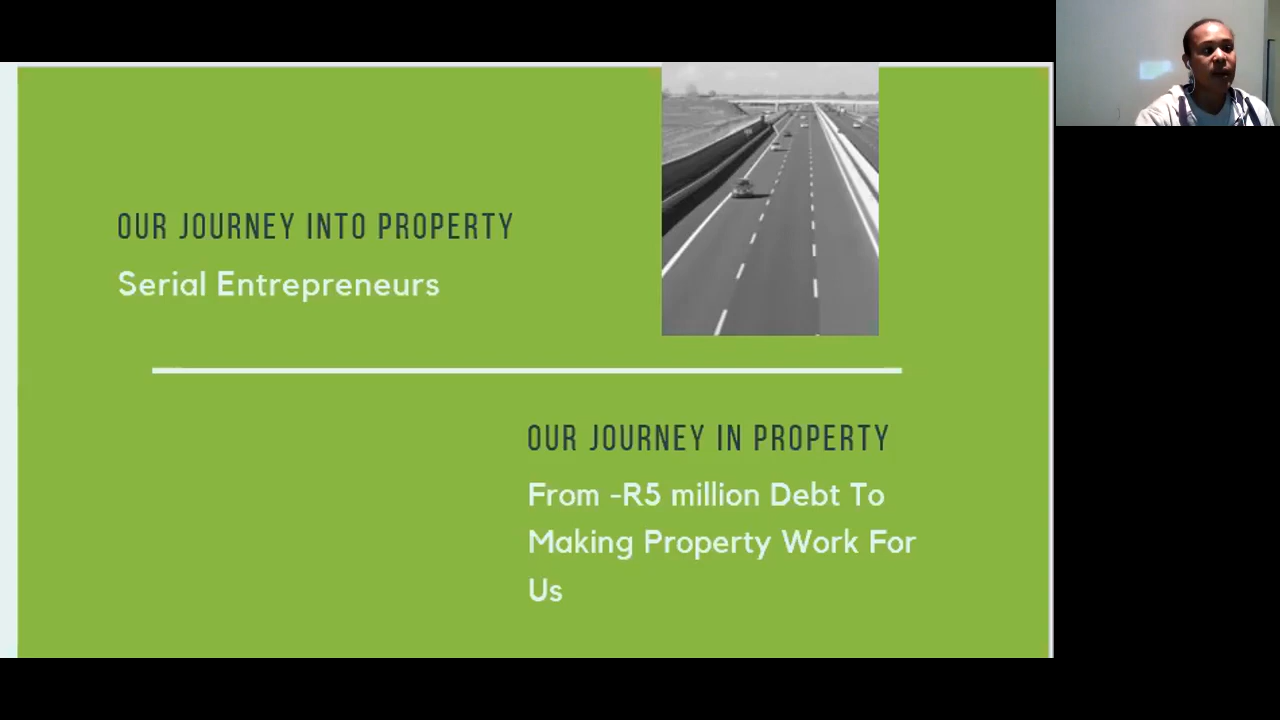 OUR JOURNEY INTO PROPERTY
Serial Entrepreneurs
OUR JOURNEY IN PROPERTY
From -R5 million Debt To
Making Property Work For
Us